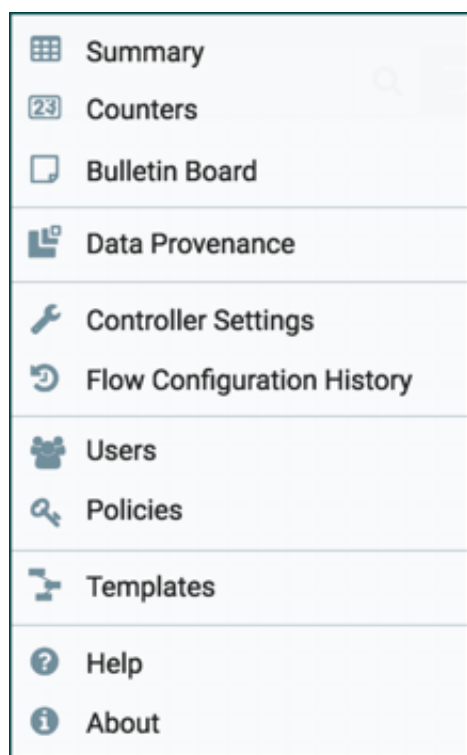 Summary
23 Counters
Bulletin Board
Data Provenance
Controller Settings
Flow Configuration History
Users
Policies
Templates
Help
About